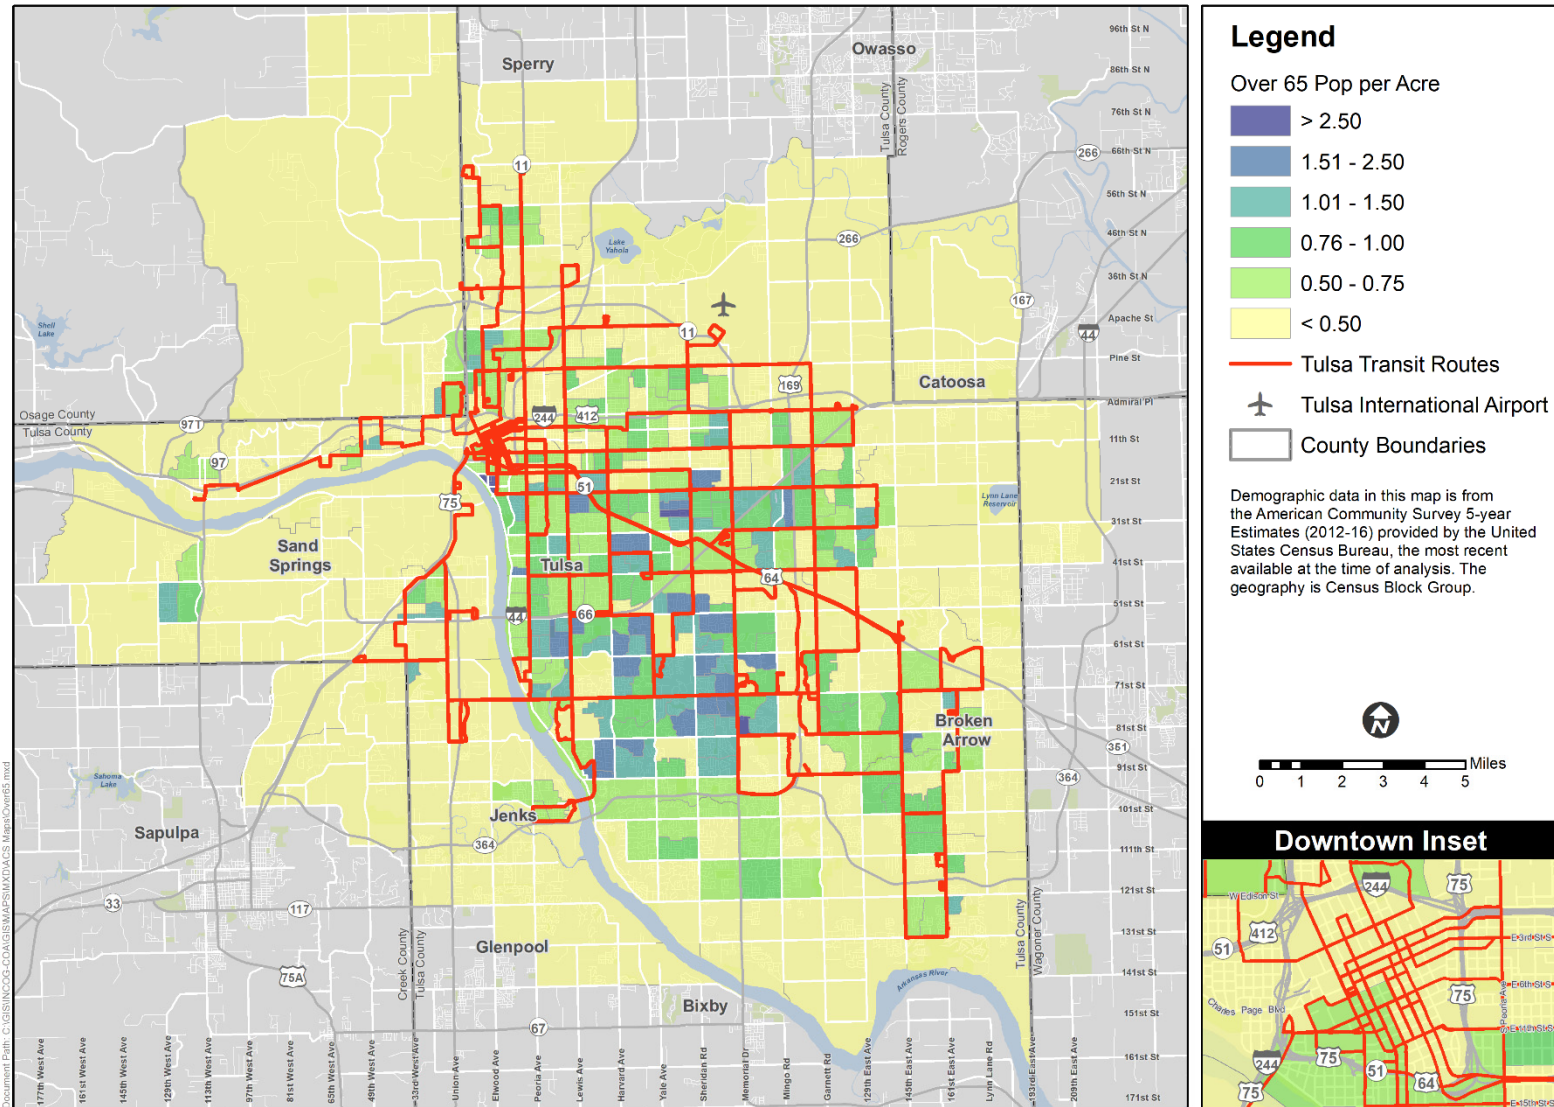 Sperry
Owasso
96th St N
86th St N
76th St N
66th St N
56th St N
46th St N
36th St N
Apache St
Pine St
Admiral Pl
11th St
21st St
31st St
41st St
51st St
61st St
71st St
81st St
91st St
101st St
111th St
121st St
131st St
141st St
151st St
161st St
171st St
Tulsa County
Rogers County
11
266
266
Lake
Yahola
Shell
Lake
167
44
11
169
Catoosa
Osage County
Tulsa County
97T
97
244
412
75
51
Lynn Lane
Reservoir
Sand
Springs
Tulsa
64
44
66
Broken
Arrow
351
364
Sahoma
Lake
Sapulpa
Jenks
364
33
117
Glenpool
75A
Creek County
Tulsa County
Tulsa County
Wagoner County
Arkansas River
Bixby
67
177th West Ave
161st West Ave
145th West Ave
129th West Ave
113th West Ave
97th West Ave
81st West Ave
65th West Ave
49th West Ave
33rd West Ave
Union Ave
Elwood Ave
Peoria Ave
Lewis Ave
Harvard Ave
Yale Ave
Sheridan Rd
Memorial Dr
Mingo Rd
Garnett Rd
129th East Ave
145th East Ave
161st East Ave
Lynn Lane Rd
193rd East Ave
209th East Ave
Document Path: C:\GIS\INCOG-COA\GIS\MAPS\MXD\ACS Maps\Over65.mxd
Legend
Over 65 Pop per Acre
> 2.50
1.51 - 2.50
1.01 - 1.50
0.76 - 1.00
0.50 - 0.75
< 0.50
Tulsa Transit Routes
Tulsa International Airport
County Boundaries
Demographic data in this map is from
the American Community Survey 5-year
Estimates (2012-16) provided by the United
States Census Bureau, the most recent
available at the time of analysis. The
geography is Census Block Group.
N
0 1 2 3 4 5 Miles
Downtown Inset
244
75
W Edison St
412
51
E 3rd St S
E 6th St S
75
S Peoria Ave
Charles Page Blvd
E 11th St S
244
75
51
64
75
E 15th St S